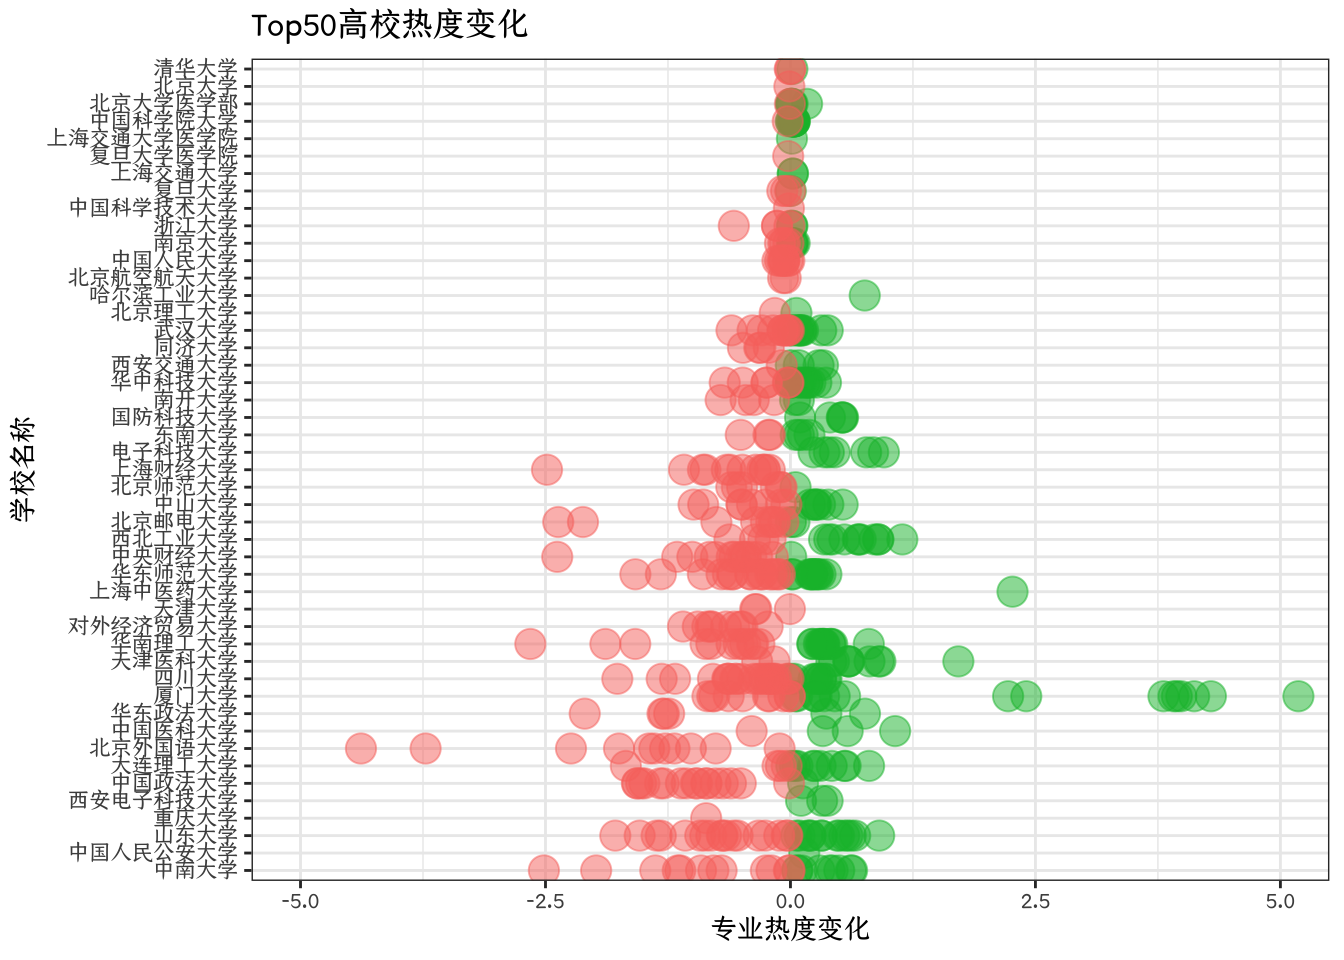 Top50高校热度变化
清华大学
北京大学
北京大学医学部
中国科学院大学
上海交通大学医学院
复旦大学医学院
上海交通大学
复旦大学
中国科学技术大学
浙江大学
南京大学
中国人民大学
北京航空航天大学
哈尔滨工业大学
北京理工大学
武汉大学
同济大学
西安交通大学
华中科技大学
南开大学
国防科技大学
东南大学
电子科技大学
上海财经大学
北京师范大学
中山大学
北京邮电大学
西北工业大学
中央财经大学
华东师范大学
上海中医药大学
天津大学
对外经济贸易大学
华南理工大学
天津医科大学
四川大学
厦门大学
华东政法大学
中国医科大学
北京外国语大学
大连理工大学
中国政法大学
西安电子科技大学
重庆大学
山东大学
中国人民公安大学
中南大学
学校名称
-5.0
-2.5
0.0
2.5
5.0
专业热度变化